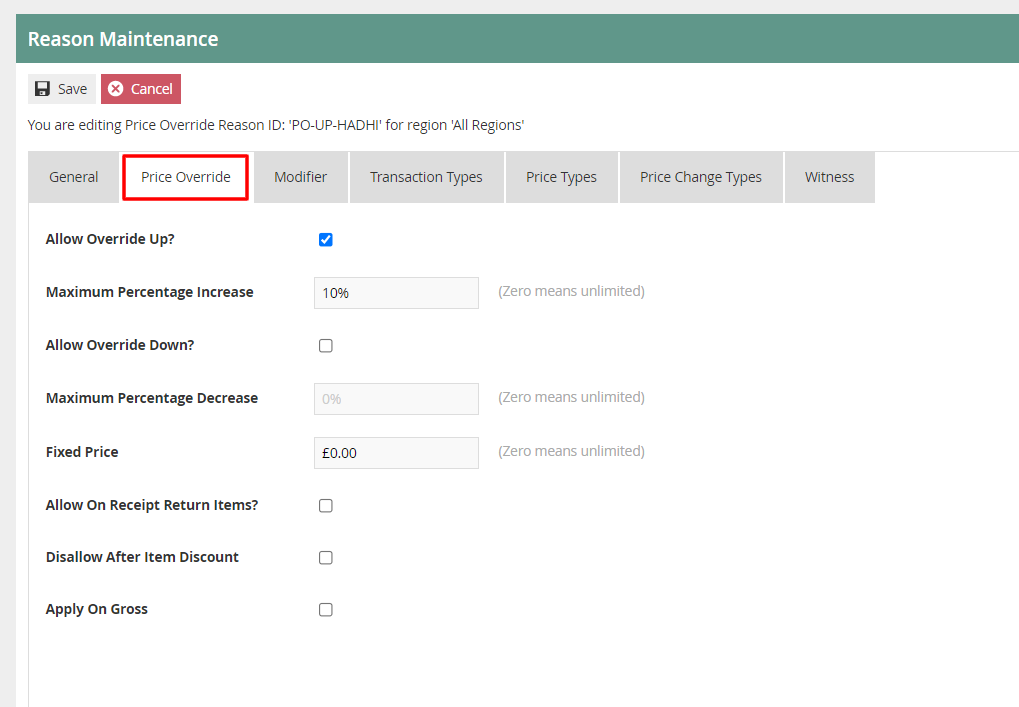 Reason Maintenance
Save Cancel
You are editing Price Override Reason ID: 'PO-UP-HADHI' for region 'All Regions'
General Price Override Modifier Transaction Types Price Types Price Change Types Witness
Allow Override Up?
Maximum Percentage Increase 10% (Zero means unlimited)
Allow Override Down?
Maximum Percentage Decrease 0% (Zero means unlimited)
Fixed Price £0.00 (Zero means unlimited)
Allow On Receipt Return Items?
Disallow After Item Discount
Apply On Gross